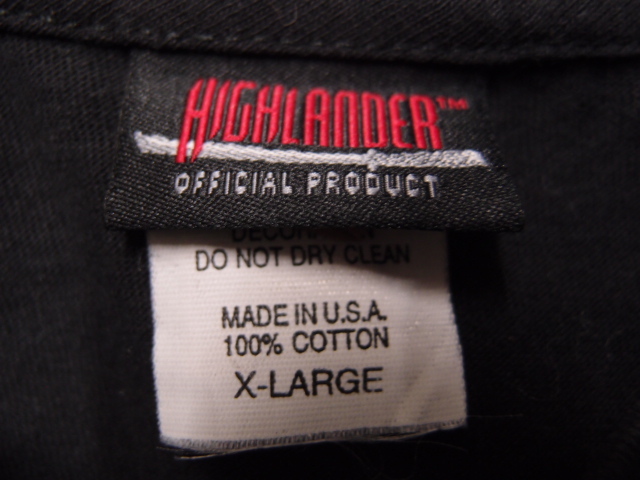 HIGHLANDER™
OFFICIAL PRODUCT
DO NOT DRY CLEAN
MADE IN U.S.A.
100% COTTON
X-LARGE